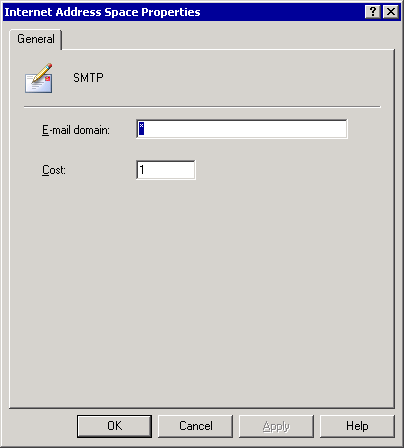 Internet Address Space Properties
General
SMTP
E-mail domain: *
Cost: 1
OK Cancel Apply Help